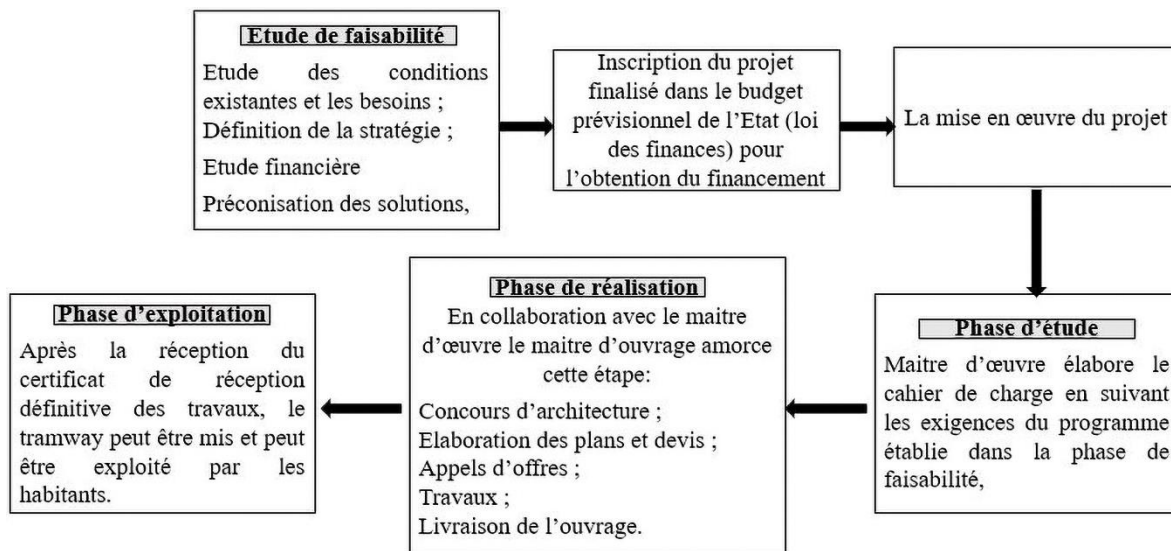 Etude de faisabilité
Etude des conditions
existantes et les besoins ;
Définition de la stratégie ;
Etude financière
Préconisation des solutions,
Inscription du projet
finalisé dans le budget
prévisionnel de l’Etat (loi
des finances) pour
l’obtention du financement
La mise en œuvre du projet
Phase d’étude
Maitre d’œuvre élabore le
cahier de charge en suivant
les exigences du programme
établie dans la phase de
faisabilité,
Phase de réalisation
En collaboration avec le maitre
d’œuvre le maitre d’ouvrage amorce
cette étape:
Concours d’architecture ;
Elaboration des plans et devis ;
Appels d’offres ;
Travaux ;
Livraison de l’ouvrage.
Phase d’exploitation
Après la réception du
certificat de réception
définitive des travaux, le
tramway peut être mis et peut
être exploité par les
habitants.